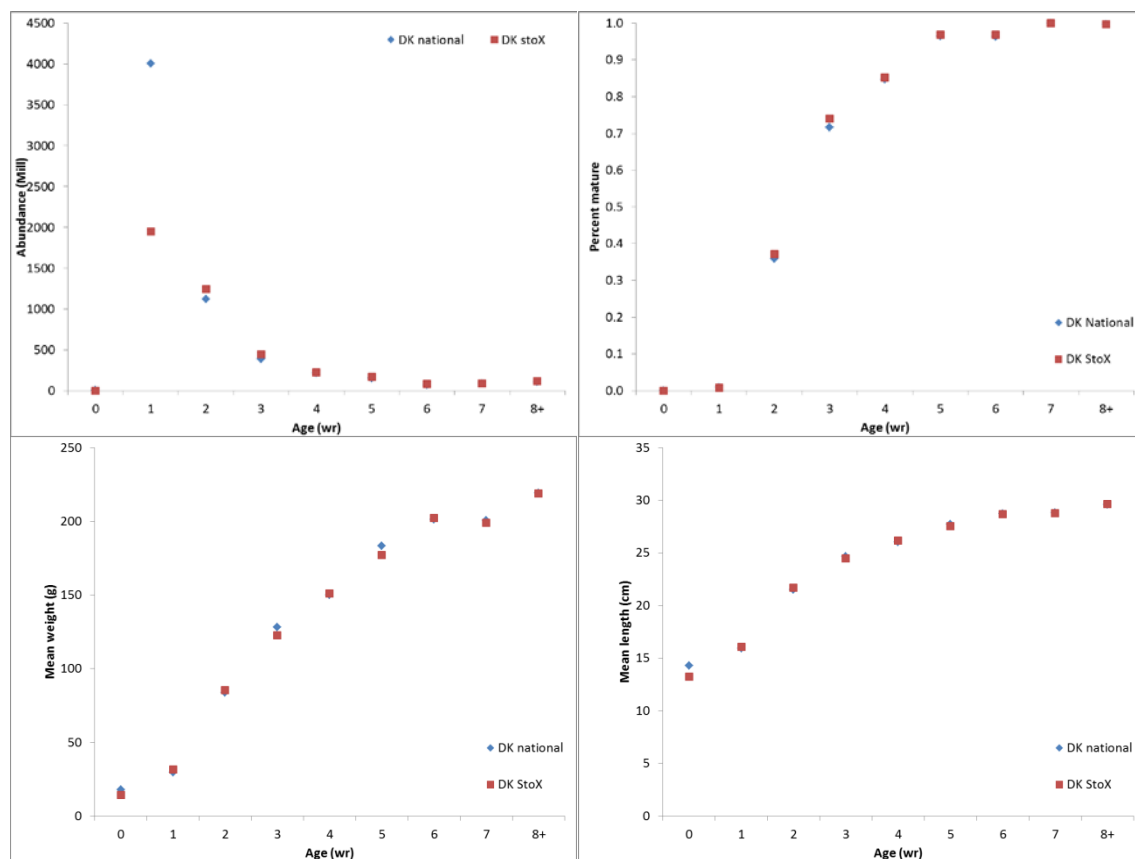 4500
4000
3500
3000
2500
2000
1500
1000
500
0
Abundance (Mill)
DK national
DK stoX
0 1 2 3 4 5 6 7 8+
Age (wr)
1.0
0.9
0.8
0.7
0.6
0.5
0.4
0.3
0.2
0.1
0.0
Percent mature
DK National
DK StoX
0 1 2 3 4 5 6 7 8+
Age (wr)
250
200
150
100
50
0
Mean weight (g)
DK national
DK StoX
0 1 2 3 4 5 6 7 8+
Age (wr)
35
30
25
20
15
10
5
0
Mean length (cm)
DK national
DK StoX
0 1 2 3 4 5 6 7 8+
Age (wr)